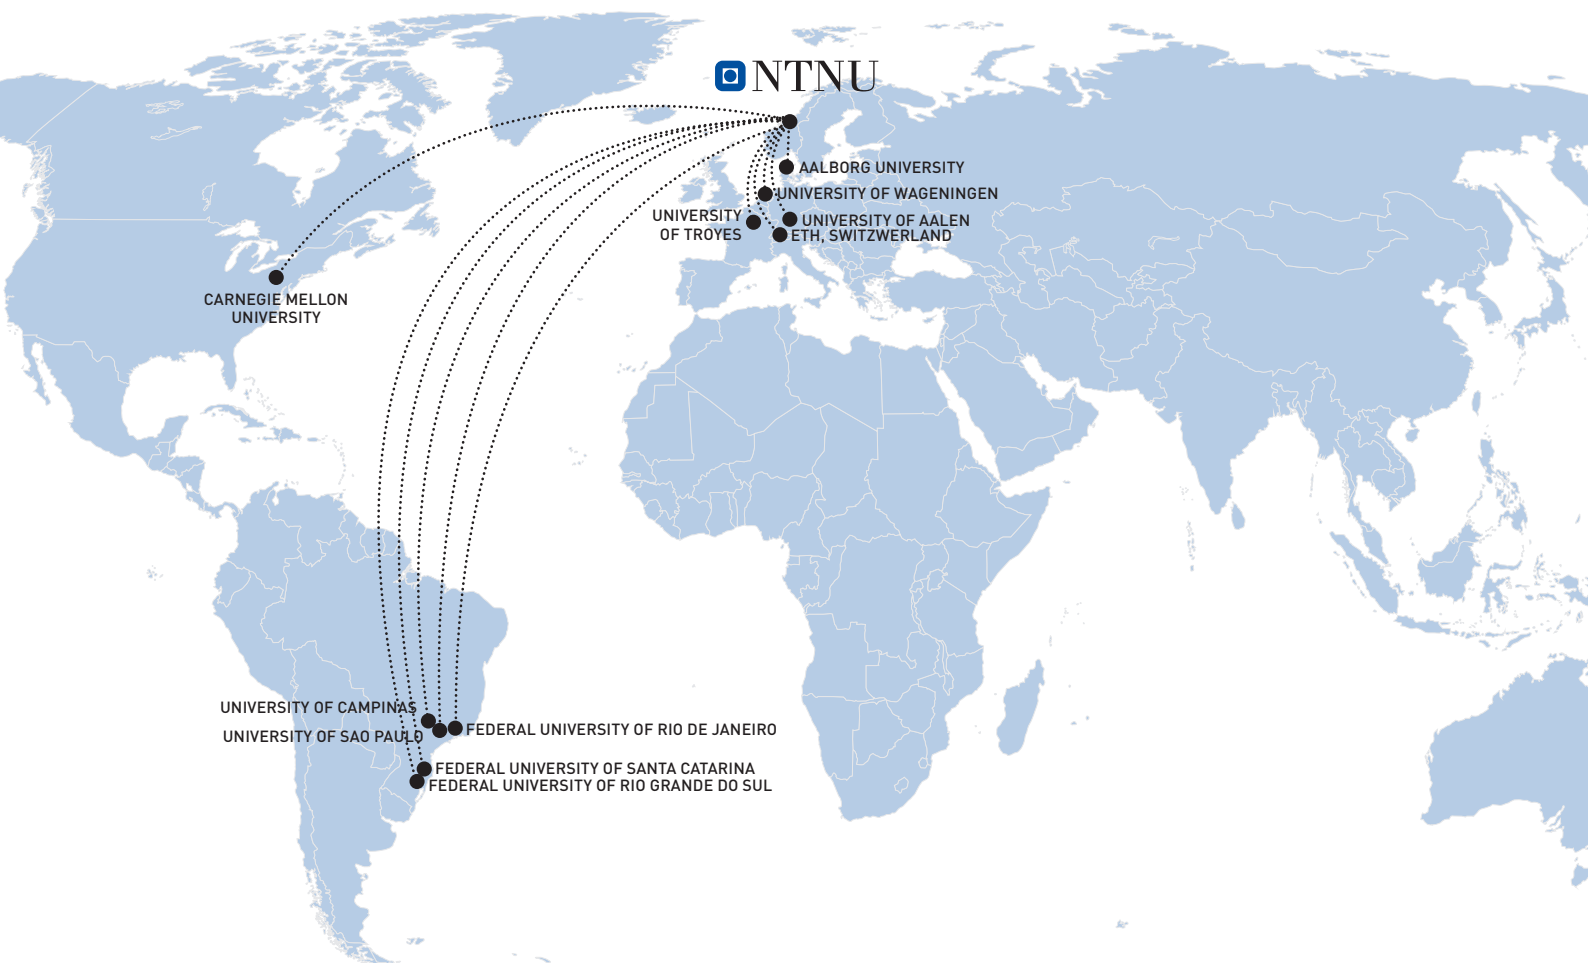 NTNU
AALBORG UNIVERSITY
UNIVERSITY OF WAGENINGEN
UNIVERSITY
OF TROYES
UNIVERSITY OF AALEN
ETH, SWITZWERLAND
CARNEGIE MELLON
UNIVERSITY
UNIVERSITY OF CAMPINAS
UNIVERSITY OF SAO PAULO
FEDERAL UNIVERSITY OF RIO DE JANEIRO
FEDERAL UNIVERSITY OF SANTA CATARINA
FEDERAL UNIVERSITY OF RIO GRANDE DO SUL